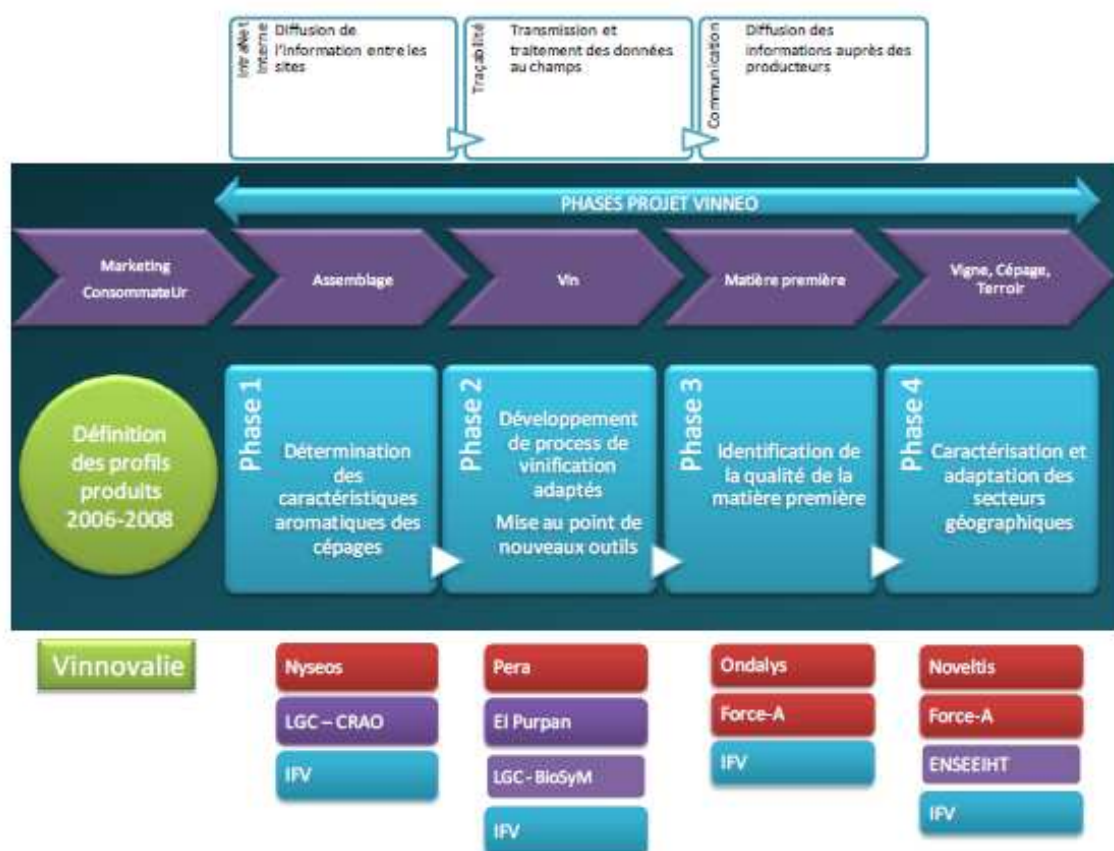 IntraNet
Interne
Diffusion de
l'information entre les
sites
Traçabilité
Transmission et
traitement des données
au champs
Communication
Diffusion des
informations auprès des
producteurs
PHASES PROJET VINNEO
Marketing
ConsommateUr
Assemblage
Vin
Matière première
Vigne, Cépage,
Terroir
Définition
des profils
produits
2006-2008
Phase 1
Détermination
des
caractéristiques
aromatiques des
cépages
Phase 2
Développement
de process de
vinification
adaptés
Mise au point de
nouveaux outils
Phase 3
Identification de
la qualité de la
matière première
Phase 4
Caractérisation et
adaptation des
secteurs
géographiques
Vinnovalie
Nyseos
LGC – CRAO
IFV
Pera
El Purpan
LGC - BioSyM
IFV
Ondalys
Force-A
IFV
Noveltis
Force-A
ENSEEIHT
IFV